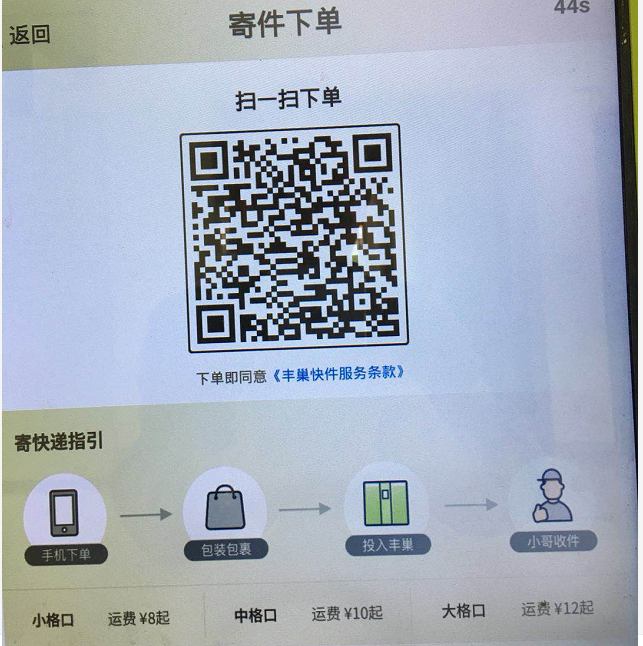 返回
寄件下单
44s
扫一扫下单
下单即同意《丰巢快件服务条款》
寄快递指引
手机下单
包装包裹
投入丰巢
小哥收件
小格口 运费 ¥8起 中格口 运费 ¥10起 大格口 运费 ¥12起